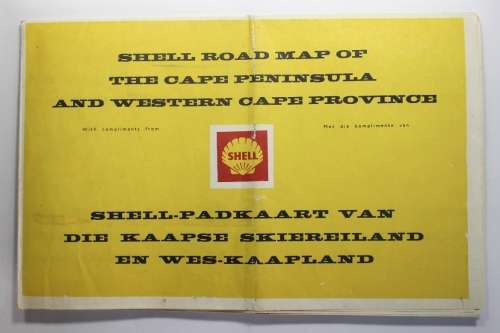 SHELL ROAD MAP OF
THE CAPE PENINSULA
AND WESTERN CAPE PROVINCE
With compliments from
Met die komplimente van
SHELL
SHELL-PADKAART VAN
DIE KAAPSE SKIEREILAND
EN WES-KAAPLAND